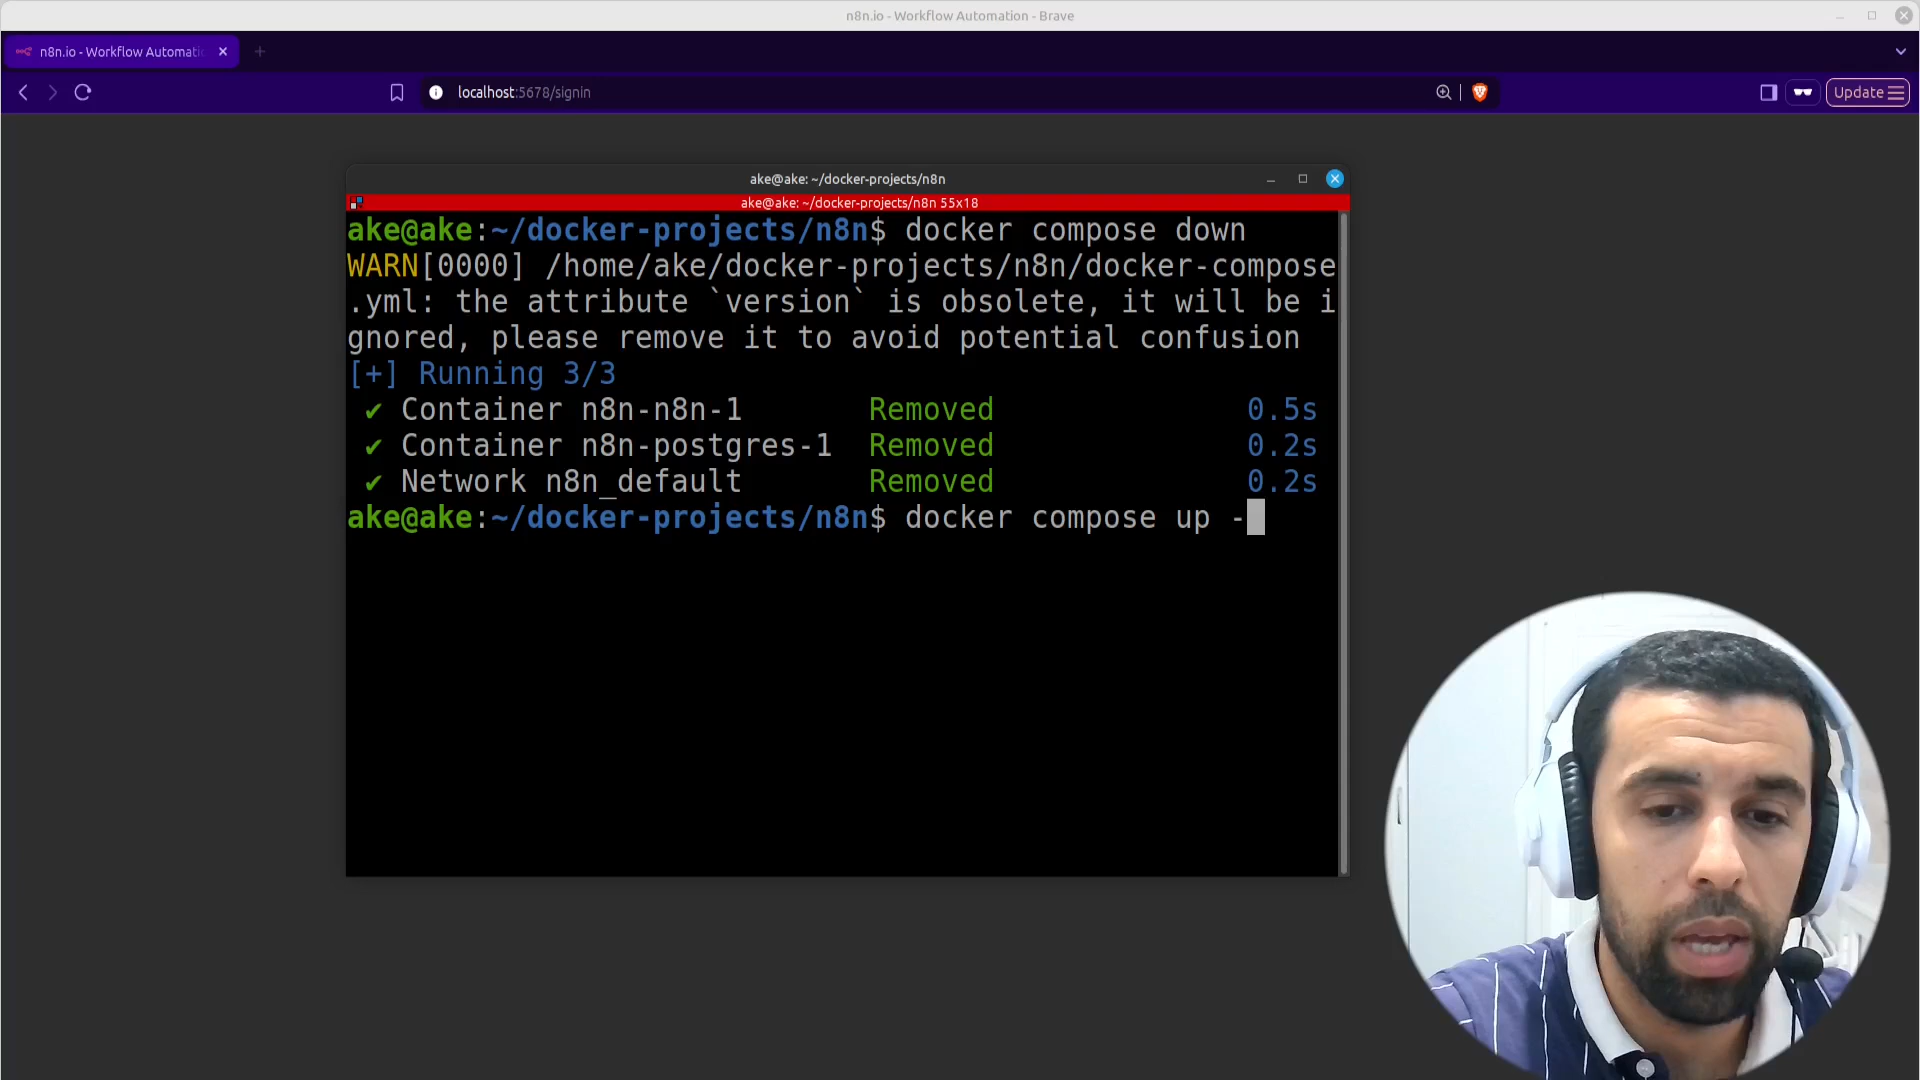 n8n.io - Workflow Automation - Brave
n8n.io - Workflow Automati
localhost:5678/signin
Update
ake@ake: ~/docker-projects/n8n
ake@ake: ~/docker-projects/n8n 55x18
ake@ake:~/docker-projects/n8n$ docker compose down
WARN[0000] /home/ake/docker-projects/n8n/docker-compose
.yml: the attribute `version` is obsolete, it will be i
gnored, please remove it to avoid potential confusion
[+] Running 3/3
✔ Container n8n-n8n-1 Removed 0.5s
✔ Container n8n-postgres-1 Removed 0.2s
✔ Network n8n_default Removed 0.2s
ake@ake:~/docker-projects/n8n$ docker compose up -